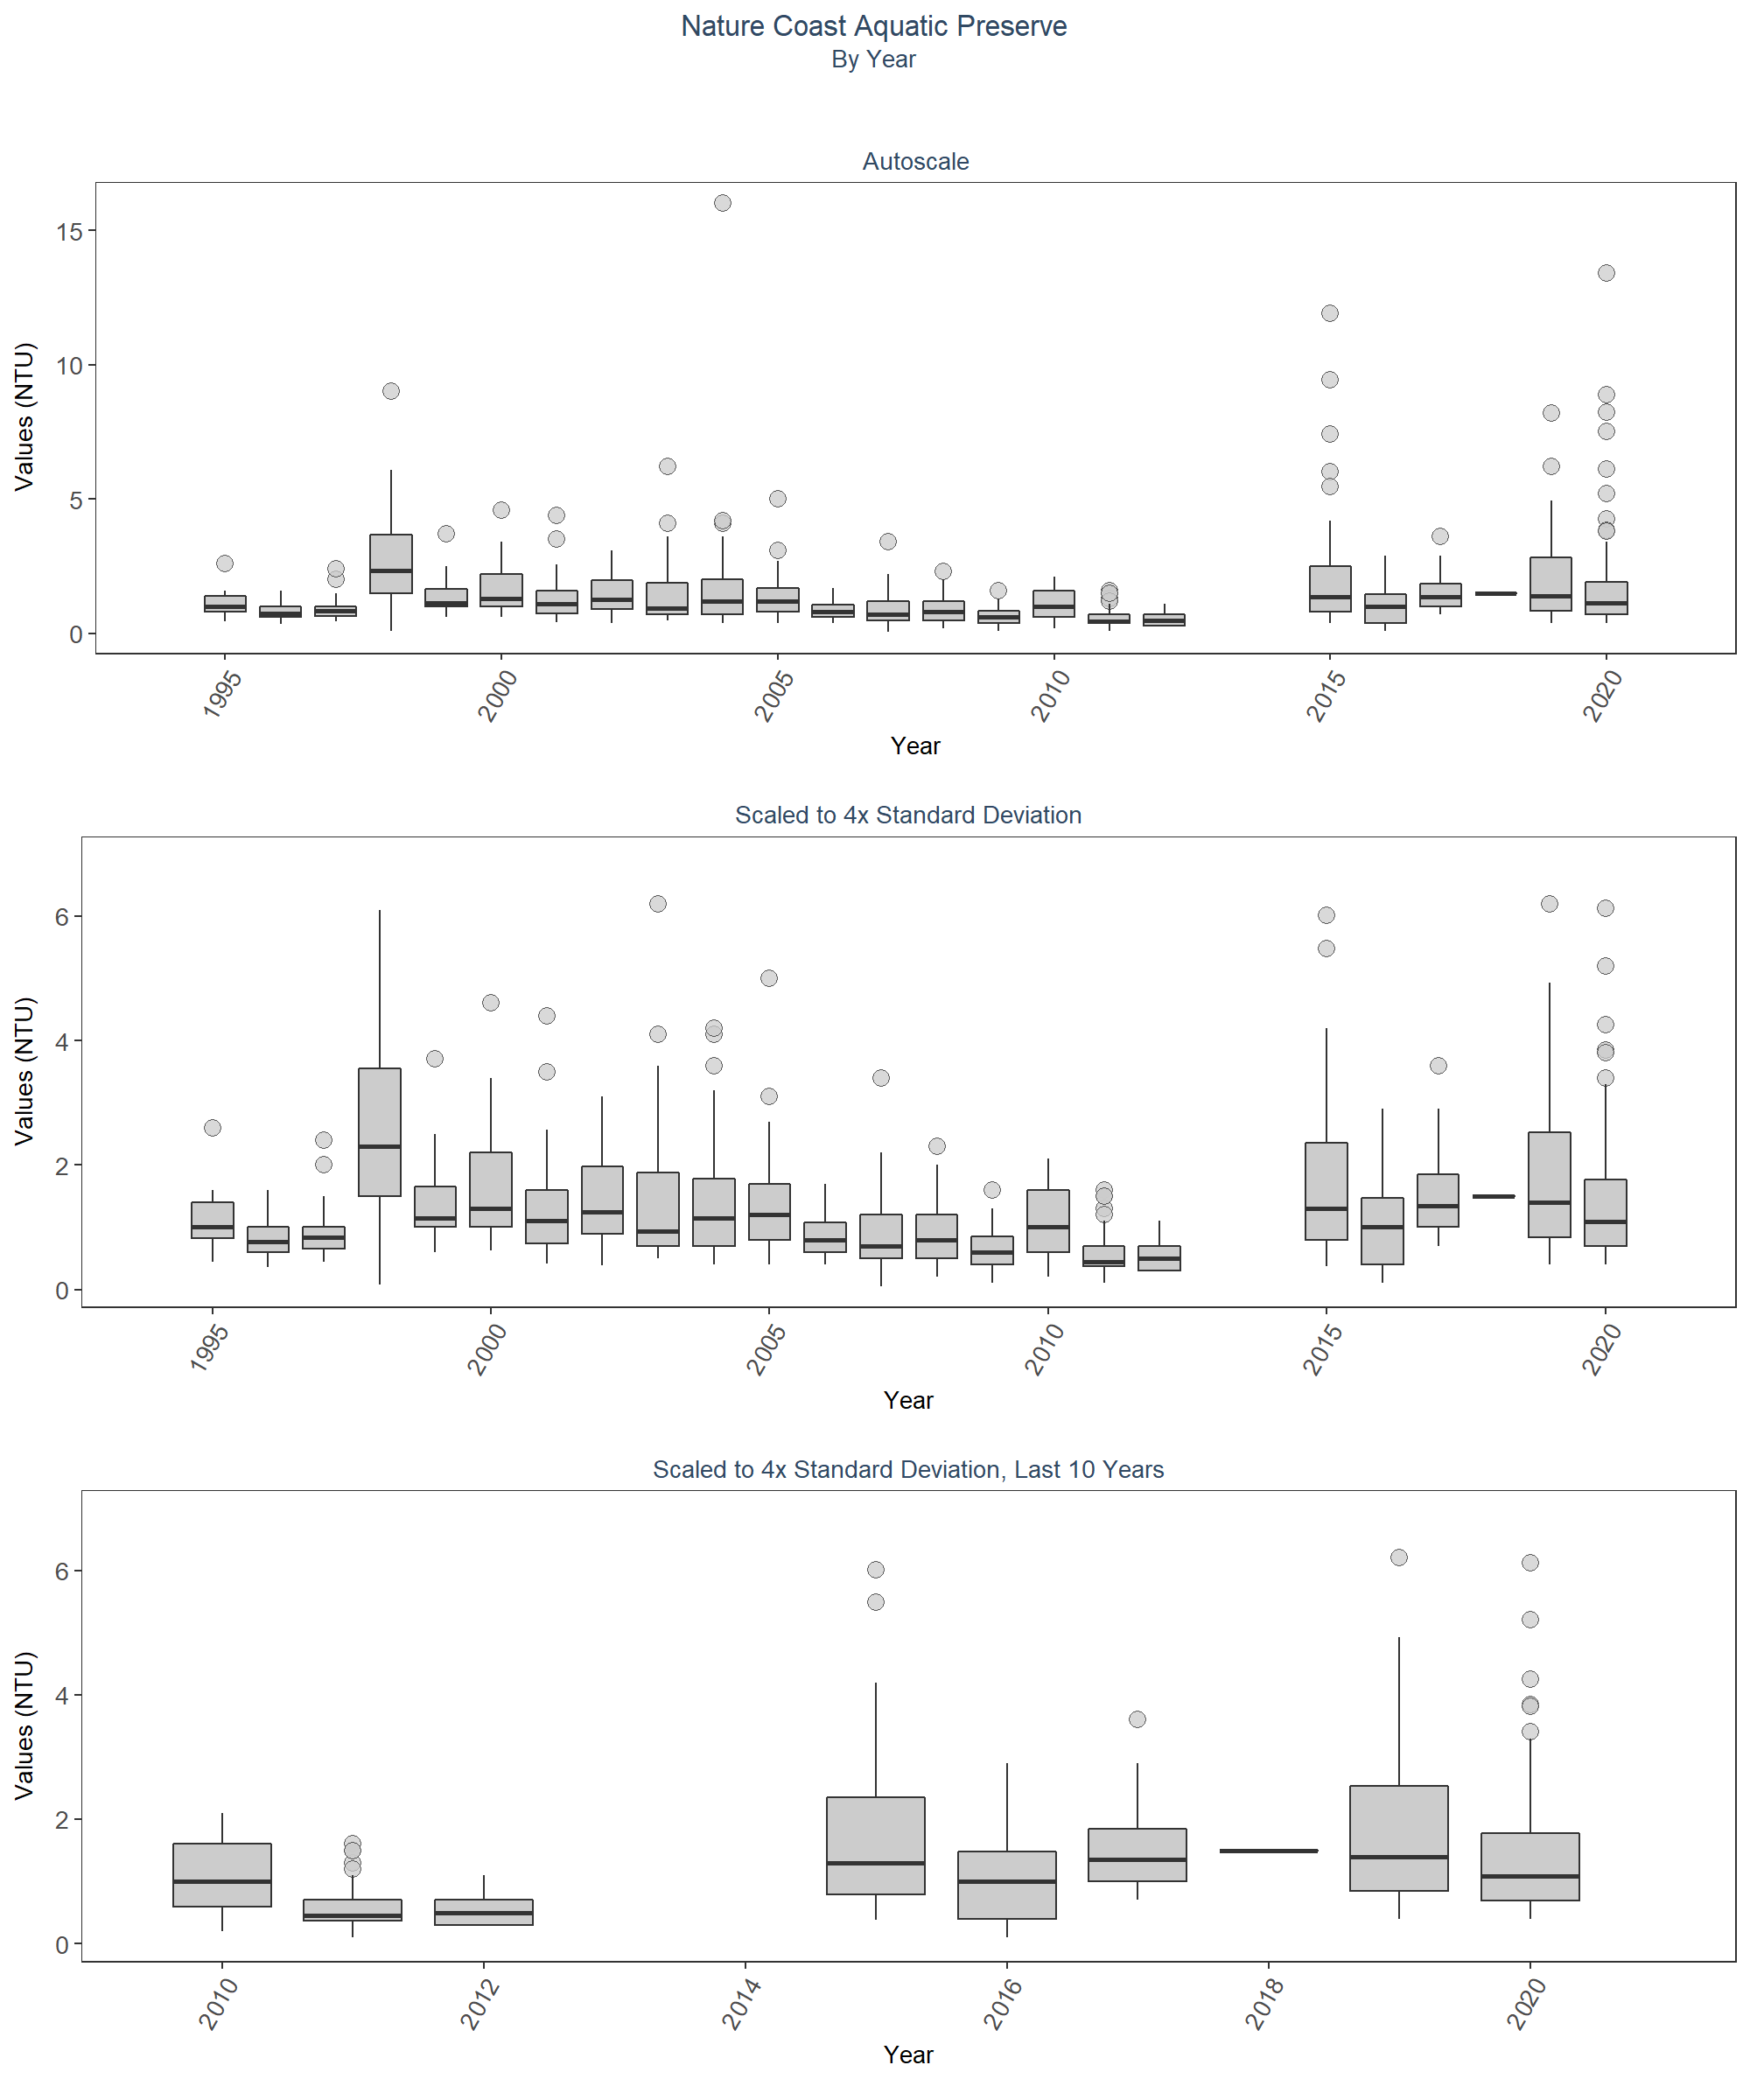 Nature Coast Aquatic Preserve
By Year
Autoscale
Values (NTU)
15
10
5
0
1995
2000
2005
2010
2015
2020
Year
Scaled to 4x Standard Deviation
Values (NTU)
6
4
2
0
1995
2000
2005
2010
2015
2020
Year
Scaled to 4x Standard Deviation, Last 10 Years
Values (NTU)
6
4
2
0
2010
2012
2014
2016
2018
2020
Year